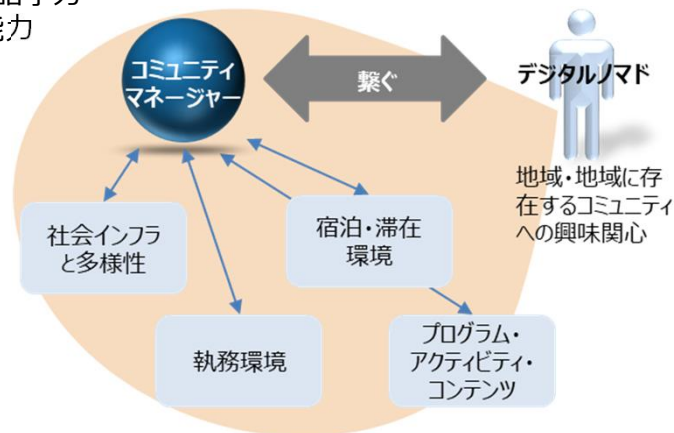 能力
コミュニティ
マネージャー
繋ぐ
デジタルノマド
地域・地域に存
在するコミュニティ
への興味関心
社会インフラ
と多様性
宿泊・滞在
環境
執務環境
プログラム・
アクティビティ・
コンテンツ